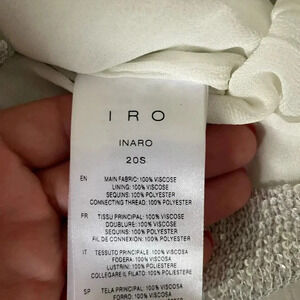 IRO
INARO
20S
EN MAIN FABRIC: 100% VISCOSE
LINING: 100% VISCOSE
SEQUINS: 100% POLYESTER
CONNECTING THREAD: 100% POLYESTER
FR TISSU PRINCIPAL: 100% VISCOSE
DOUBLURE: 100% VISCOSE
SEQUIN: 100% POLYESTER
FIL DE CONNEXION: 100% POLYESTER
IT TESSUTO PRINCIPALE: 100% VISCOSA
FODERA: 100% VISCOSA
LUSTRINI: 100% POLIESTERE
COLLEGARE IL FILATO: 100% POLIESTERE
SP TELA PRINCIPAL: 100% VISCOSA
FORRO: 100% VISCOSA